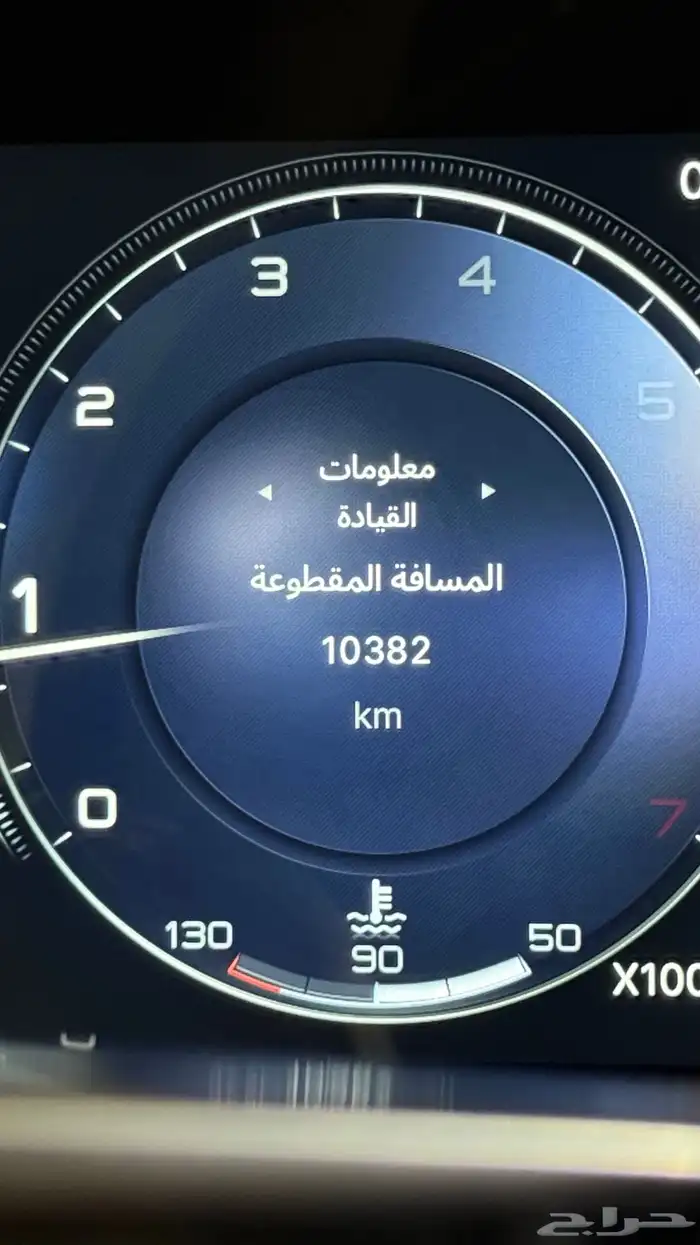 0
3
4
2
5
معلومات
القيادة
المسافة المقطوعة
1
10382
km
0
7
130
90
50
X100
حراج